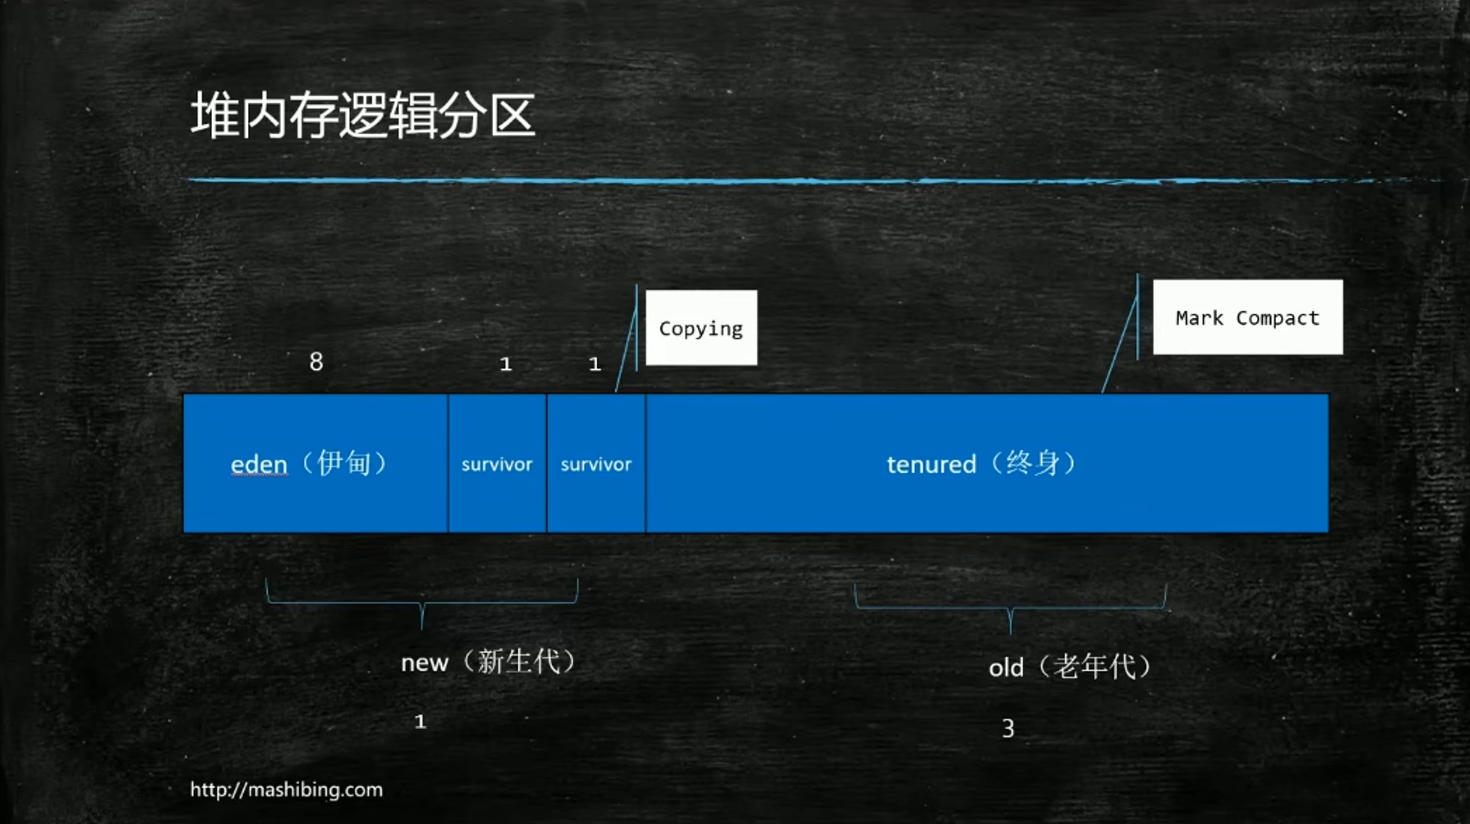 堆内存逻辑分区
Copying
Mark Compact
8
1
1
eden（伊甸）
survivor
survivor
tenured（终身）
new（新生代）
old（老年代）
1
3
http://mashibing.com